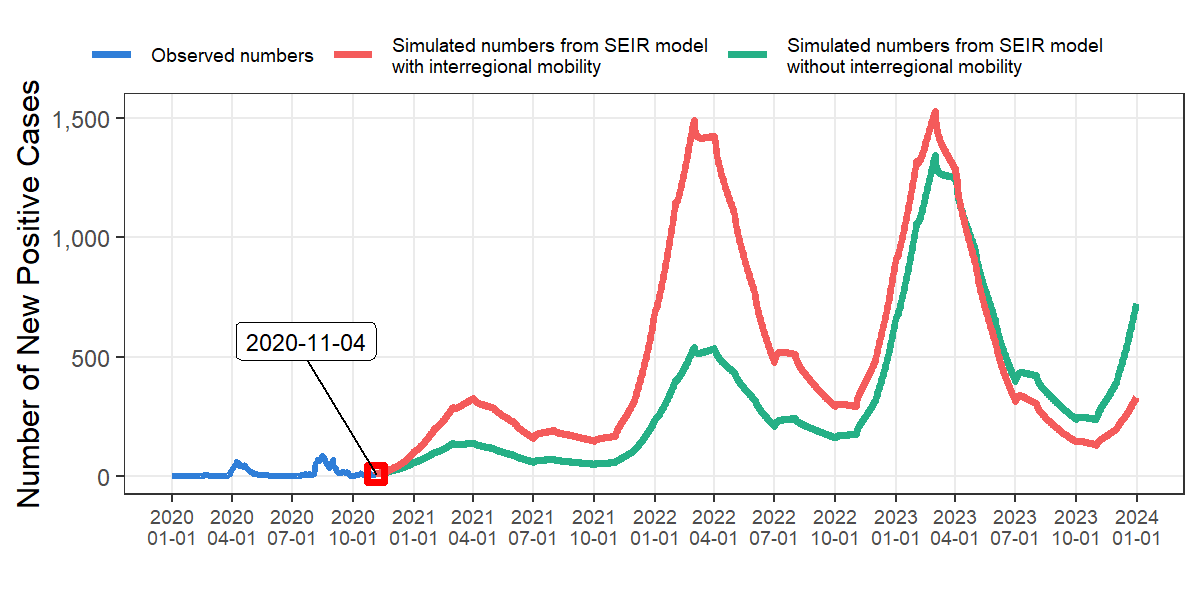 Observed numbers
Simulated numbers from SEIR model
with interregional mobility
Simulated numbers from SEIR model
without interregional mobility
Number of New Positive Cases
1,500
1,000
500
0
2020-11-04
2020 2020 2020 2020 2021 2021 2021 2021 2022 2022 2022 2022 2023 2023 2023 2023 2024
01-01 04-01 07-01 10-01 01-01 04-01 07-01 10-01 01-01 04-01 07-01 10-01 01-01 04-01 07-01 10-01 01-01